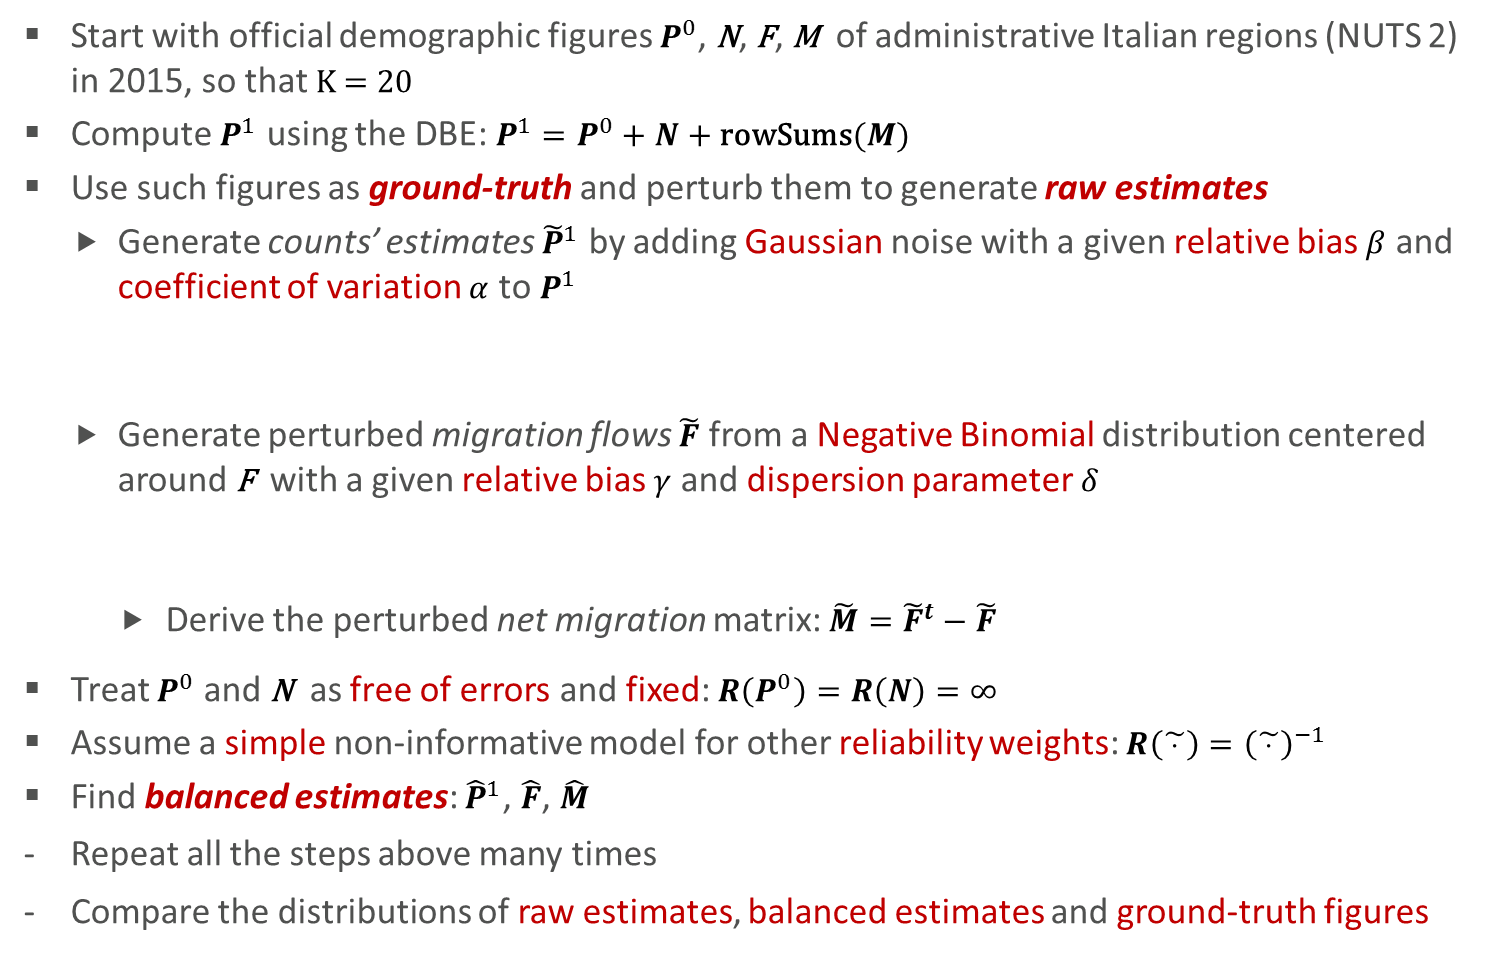 ▪ Start with official demographic figures 𝑷⁰, 𝑵, 𝑭, 𝑴 of administrative Italian regions (NUTS 2)
in 2015, so that K = 20
▪ Compute 𝑷¹ using the DBE: 𝑷¹ = 𝑷⁰ + 𝑵 + rowSums(𝑴)
▪ Use such figures as ground-truth and perturb them to generate raw estimates
▶ Generate counts’ estimates 𝑷̃¹ by adding Gaussian noise with a given relative bias 𝛽 and
coefficient of variation 𝛼 to 𝑷¹
▶ Generate perturbed migration flows 𝑭̃ from a Negative Binomial distribution centered
around 𝑭 with a given relative bias 𝛾 and dispersion parameter 𝛿
▶ Derive the perturbed net migration matrix: 𝑴̃ = 𝑭̃ᵗ − 𝑭̃
▪ Treat 𝑷⁰ and 𝑵 as free of errors and fixed: 𝑹(𝑷⁰) = 𝑹(𝑵) = ∞
▪ Assume a simple non-informative model for other reliability weights: 𝑹(·̃) = (·̃)⁻¹
▪ Find balanced estimates: 𝑷̂¹, 𝑭̂, 𝑴̂
- Repeat all the steps above many times
- Compare the distributions of raw estimates, balanced estimates and ground-truth figures